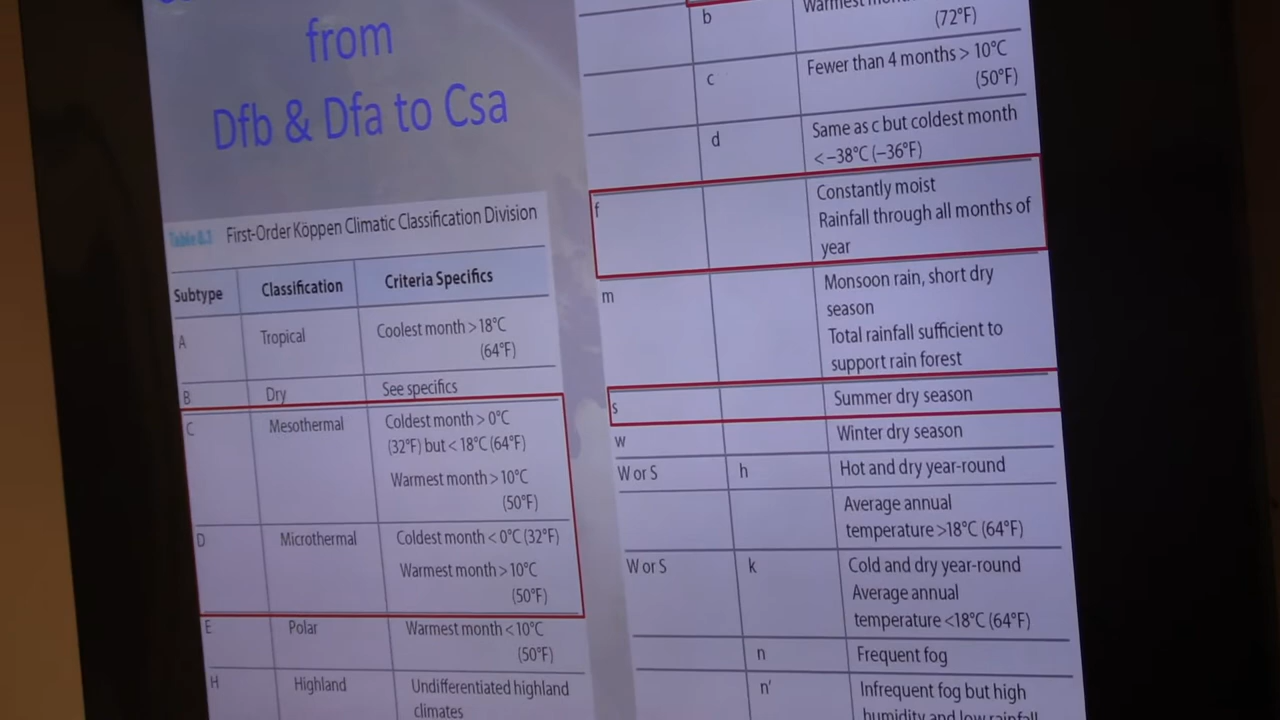 from
Dfb & Dfa to Csa
Table 8.3 First-Order Köppen Climatic Classification Division
Subtype Classification Criteria Specifics
A Tropical Coolest month >18°C
(64°F)
B Dry See specifics
C Mesothermal Coldest month > 0°C
(32°F) but < 18°C (64°F)
Warmest month >10°C
(50°F)
D Microthermal Coldest month < 0°C (32°F)
Warmest month >10°C
(50°F)
E Polar Warmest month <10°C
(50°F)
H Highland Undifferentiated highland
climates
b Warmest
(72°F)
c Fewer than 4 months > 10°C
(50°F)
d Same as c but coldest month
< –38°C (–36°F)
f Constantly moist
Rainfall through all months of
year
m Monsoon rain, short dry
season
Total rainfall sufficient to
support rain forest
s Summer dry season
w Winter dry season
W or S h Hot and dry year-round
Average annual
temperature >18°C (64°F)
W or S k Cold and dry year-round
Average annual
temperature <18°C (64°F)
n Frequent fog
n' Infrequent fog but high
humidity and low rainfall